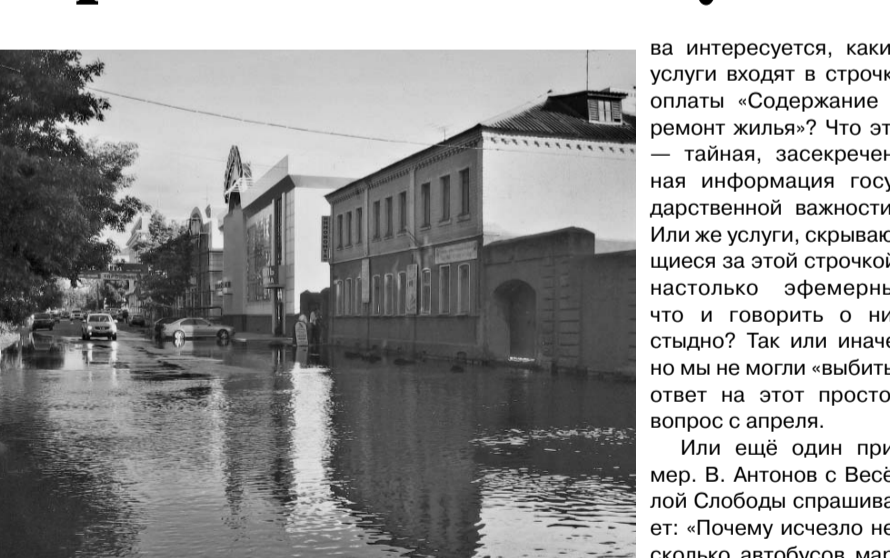 ва интересуется, каки
услуги входят в строчк
оплаты «Содержание
ремонт жилья»? Что эт
— тайная, засекречен
ная информация госу
дарственной важности
Или же услуги, скрываю
щиеся за этой строчкой
настолько эфемерны
что и говорить о ни
стыдно? Так или иначе
но мы не могли «выбить
ответ на этот просто
вопрос с апреля.
Или ещё один при
мер. В. Антонов с Весё
лой Слободы спрашива
ет: «Почему исчезло не
сколько автобусов мар